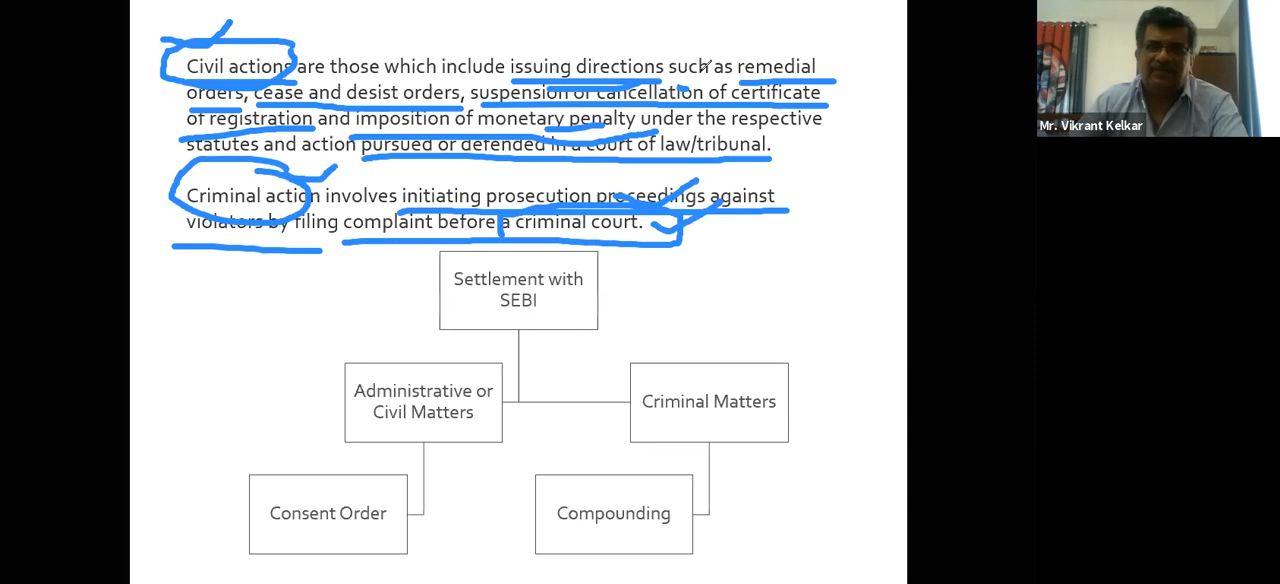 Civil actions are those which include issuing directions such as remedial
orders, cease and desist orders, suspension or cancellation of certificate
of registration and imposition of monetary penalty under the respective
statutes and action pursued or defended in a court of law/tribunal.
Criminal action involves initiating prosecution proceedings against
violators by filing complaint before a criminal court.
Settlement with
SEBI
Administrative or
Civil Matters
Criminal Matters
Consent Order
Compounding
Mr. Vikrant Kelkar